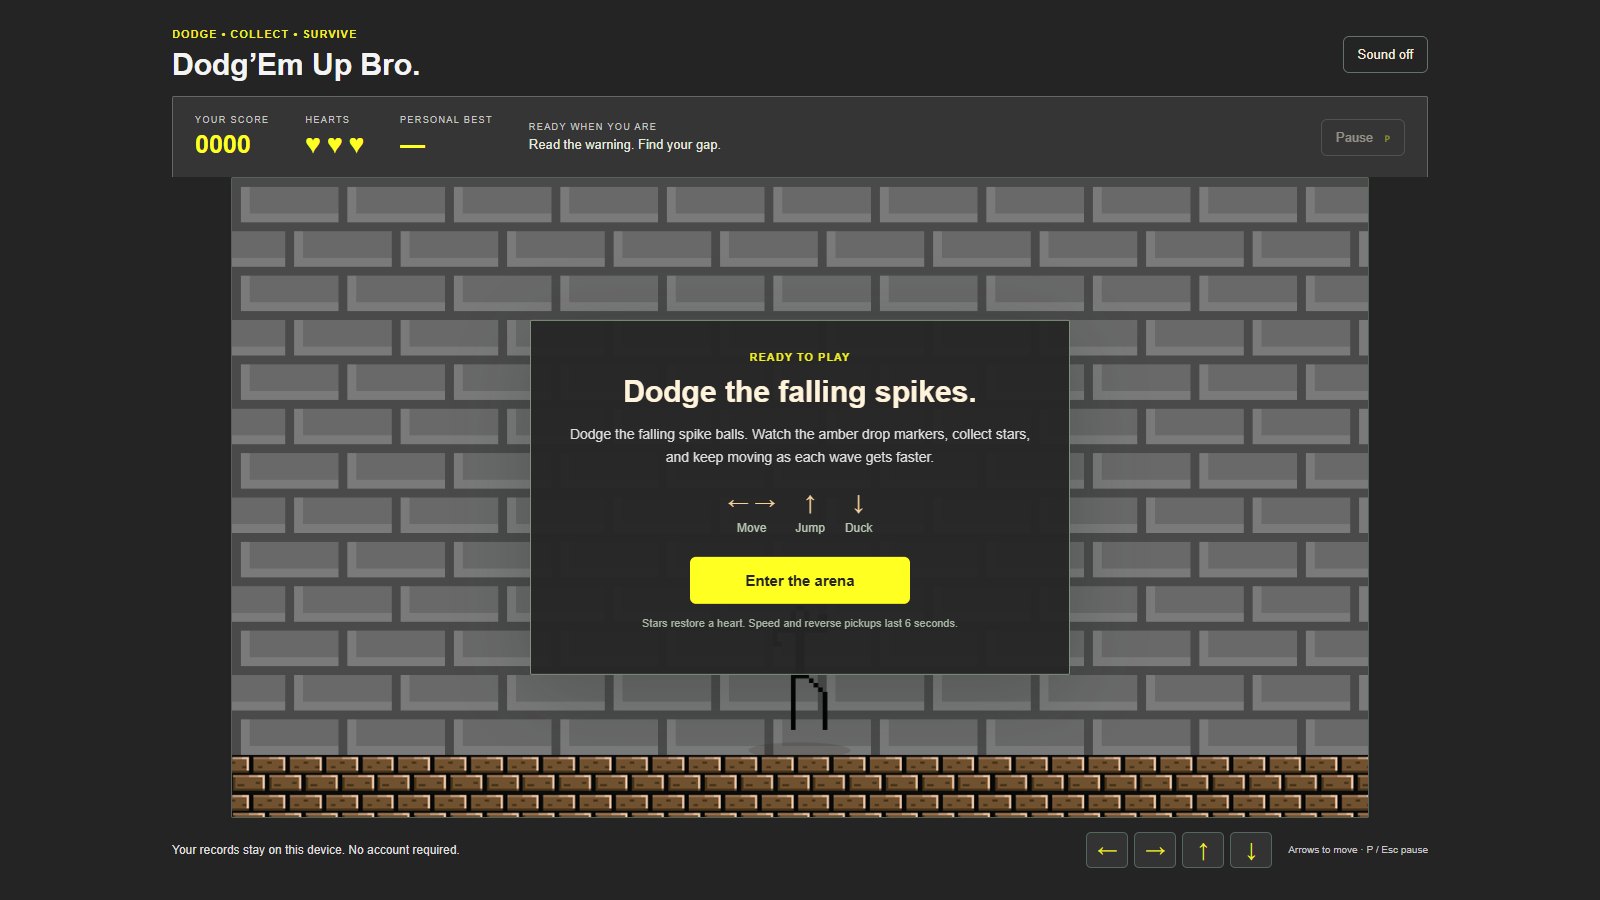 DODGE • COLLECT • SURVIVE
Dodg’Em Up Bro.
Sound off
YOUR SCORE
0000
HEARTS
♥ ♥ ♥
PERSONAL BEST
—
READY WHEN YOU ARE
Read the warning. Find your gap.
Pause P
READY TO PLAY
Dodge the falling spikes.
Dodge the falling spike balls. Watch the amber drop markers, collect stars,
and keep moving as each wave gets faster.
←→ ↑ ↓
Move Jump Duck
Enter the arena
Stars restore a heart. Speed and reverse pickups last 6 seconds.
Your records stay on this device. No account required.
← → ↑ ↓
Arrows to move · P / Esc pause